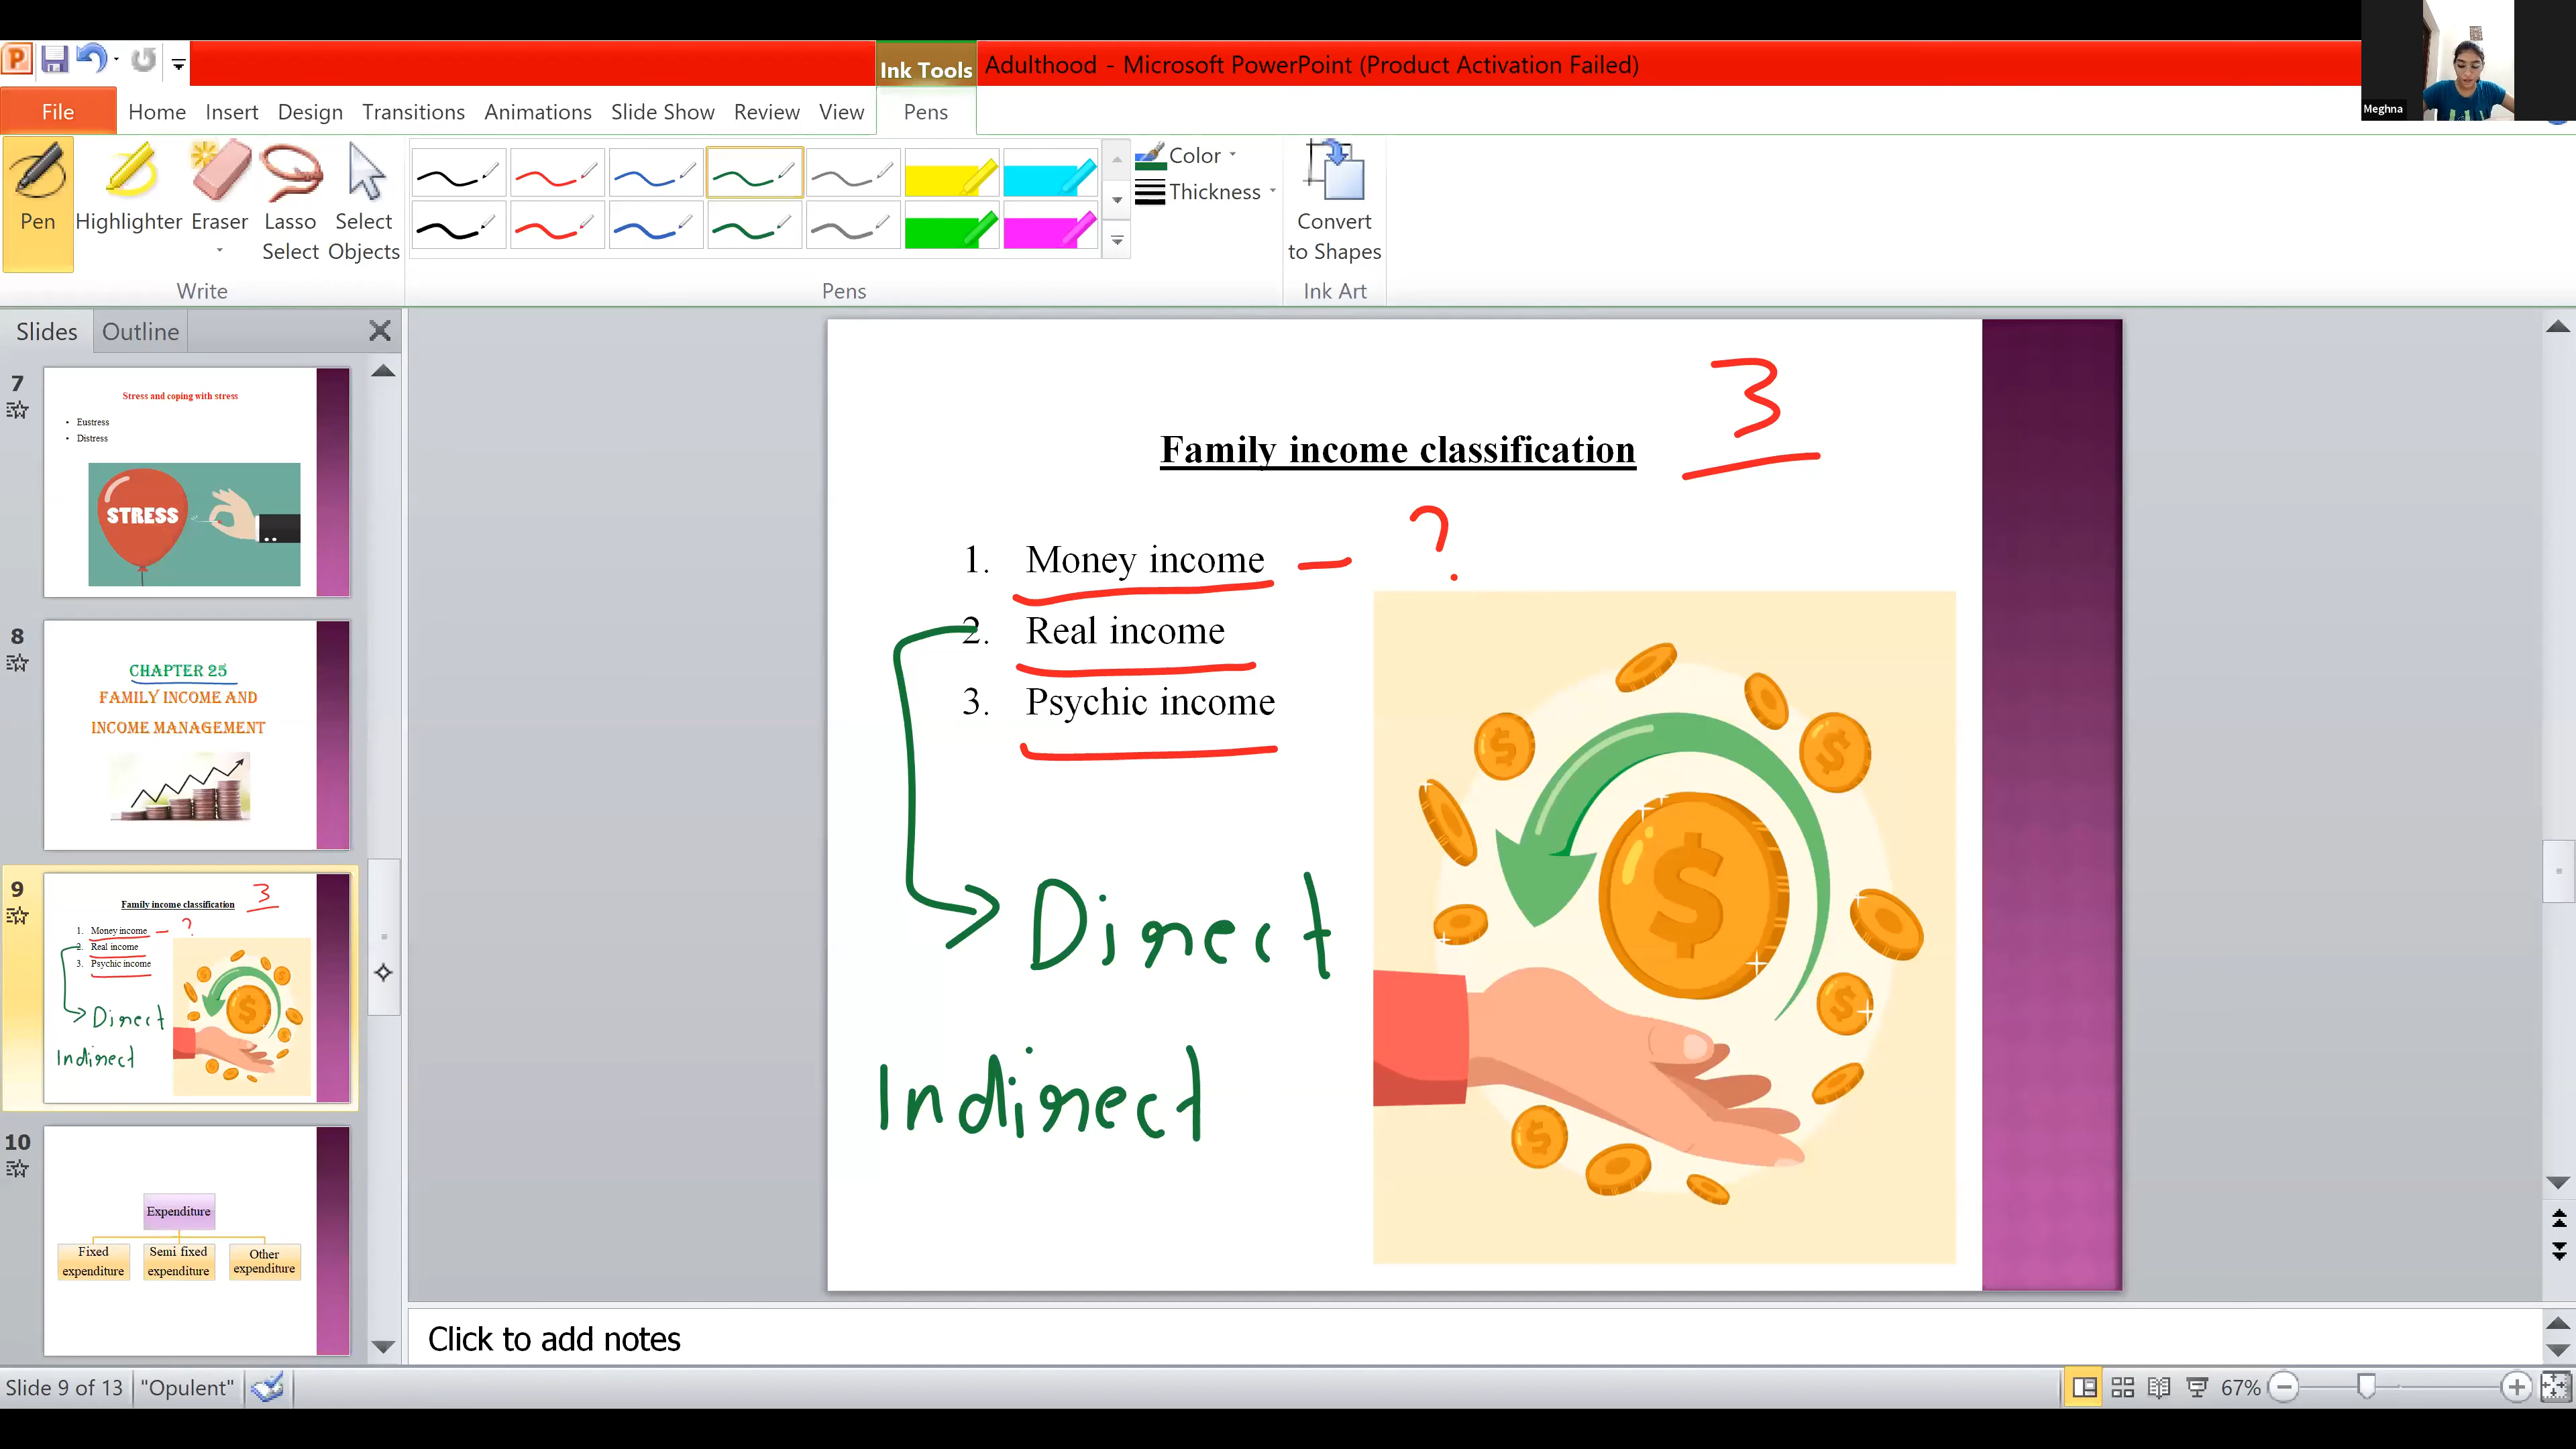 Ink Tools
Adulthood - Microsoft PowerPoint (Product Activation Failed)
Meghna
File
Home
Insert
Design
Transitions
Animations
Slide Show
Review
View
Pens
Pen
Highlighter
Eraser
Lasso
Select
Select
Objects
Color
Thickness
Convert
to Shapes
Write
Pens
Ink Art
Slides
Outline
7
Stress and coping with stress
• Eustress
• Distress
STRESS
8
CHAPTER 25
FAMILY INCOME AND
INCOME MANAGEMENT
9
Family income classification
3
1. Money income – ?
2. Real income
3. Psychic income
Direct
Indirect
10
Expenditure
Fixed
expenditure
Semi fixed
expenditure
Other
expenditure
3
Family income classification
1. Money income – ?
2. Real income
3. Psychic income
Direct
Indirect
Click to add notes
Slide 9 of 13
"Opulent"
67%